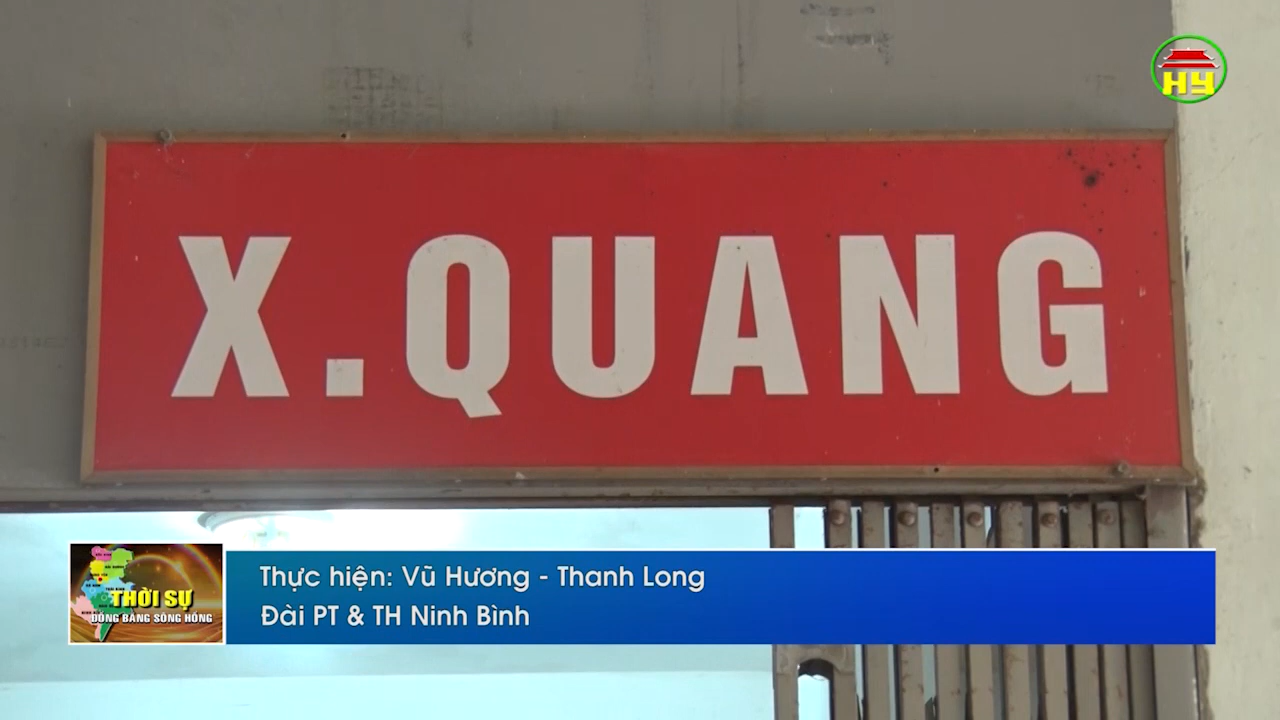 HY
X.QUANG
THỜI SỰ
ĐỒNG BẰNG SÔNG HỒNG
Thực hiện: Vũ Hương - Thanh Long
Đài PT & TH Ninh Bình